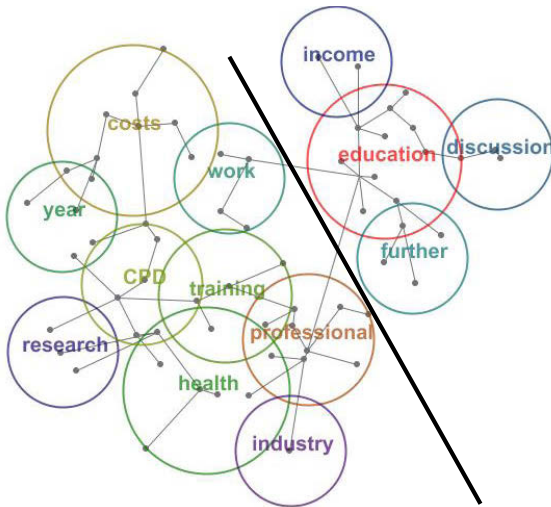 income
costs
education
discussion
work
year
further
CPD
training
professional
research
health
industry